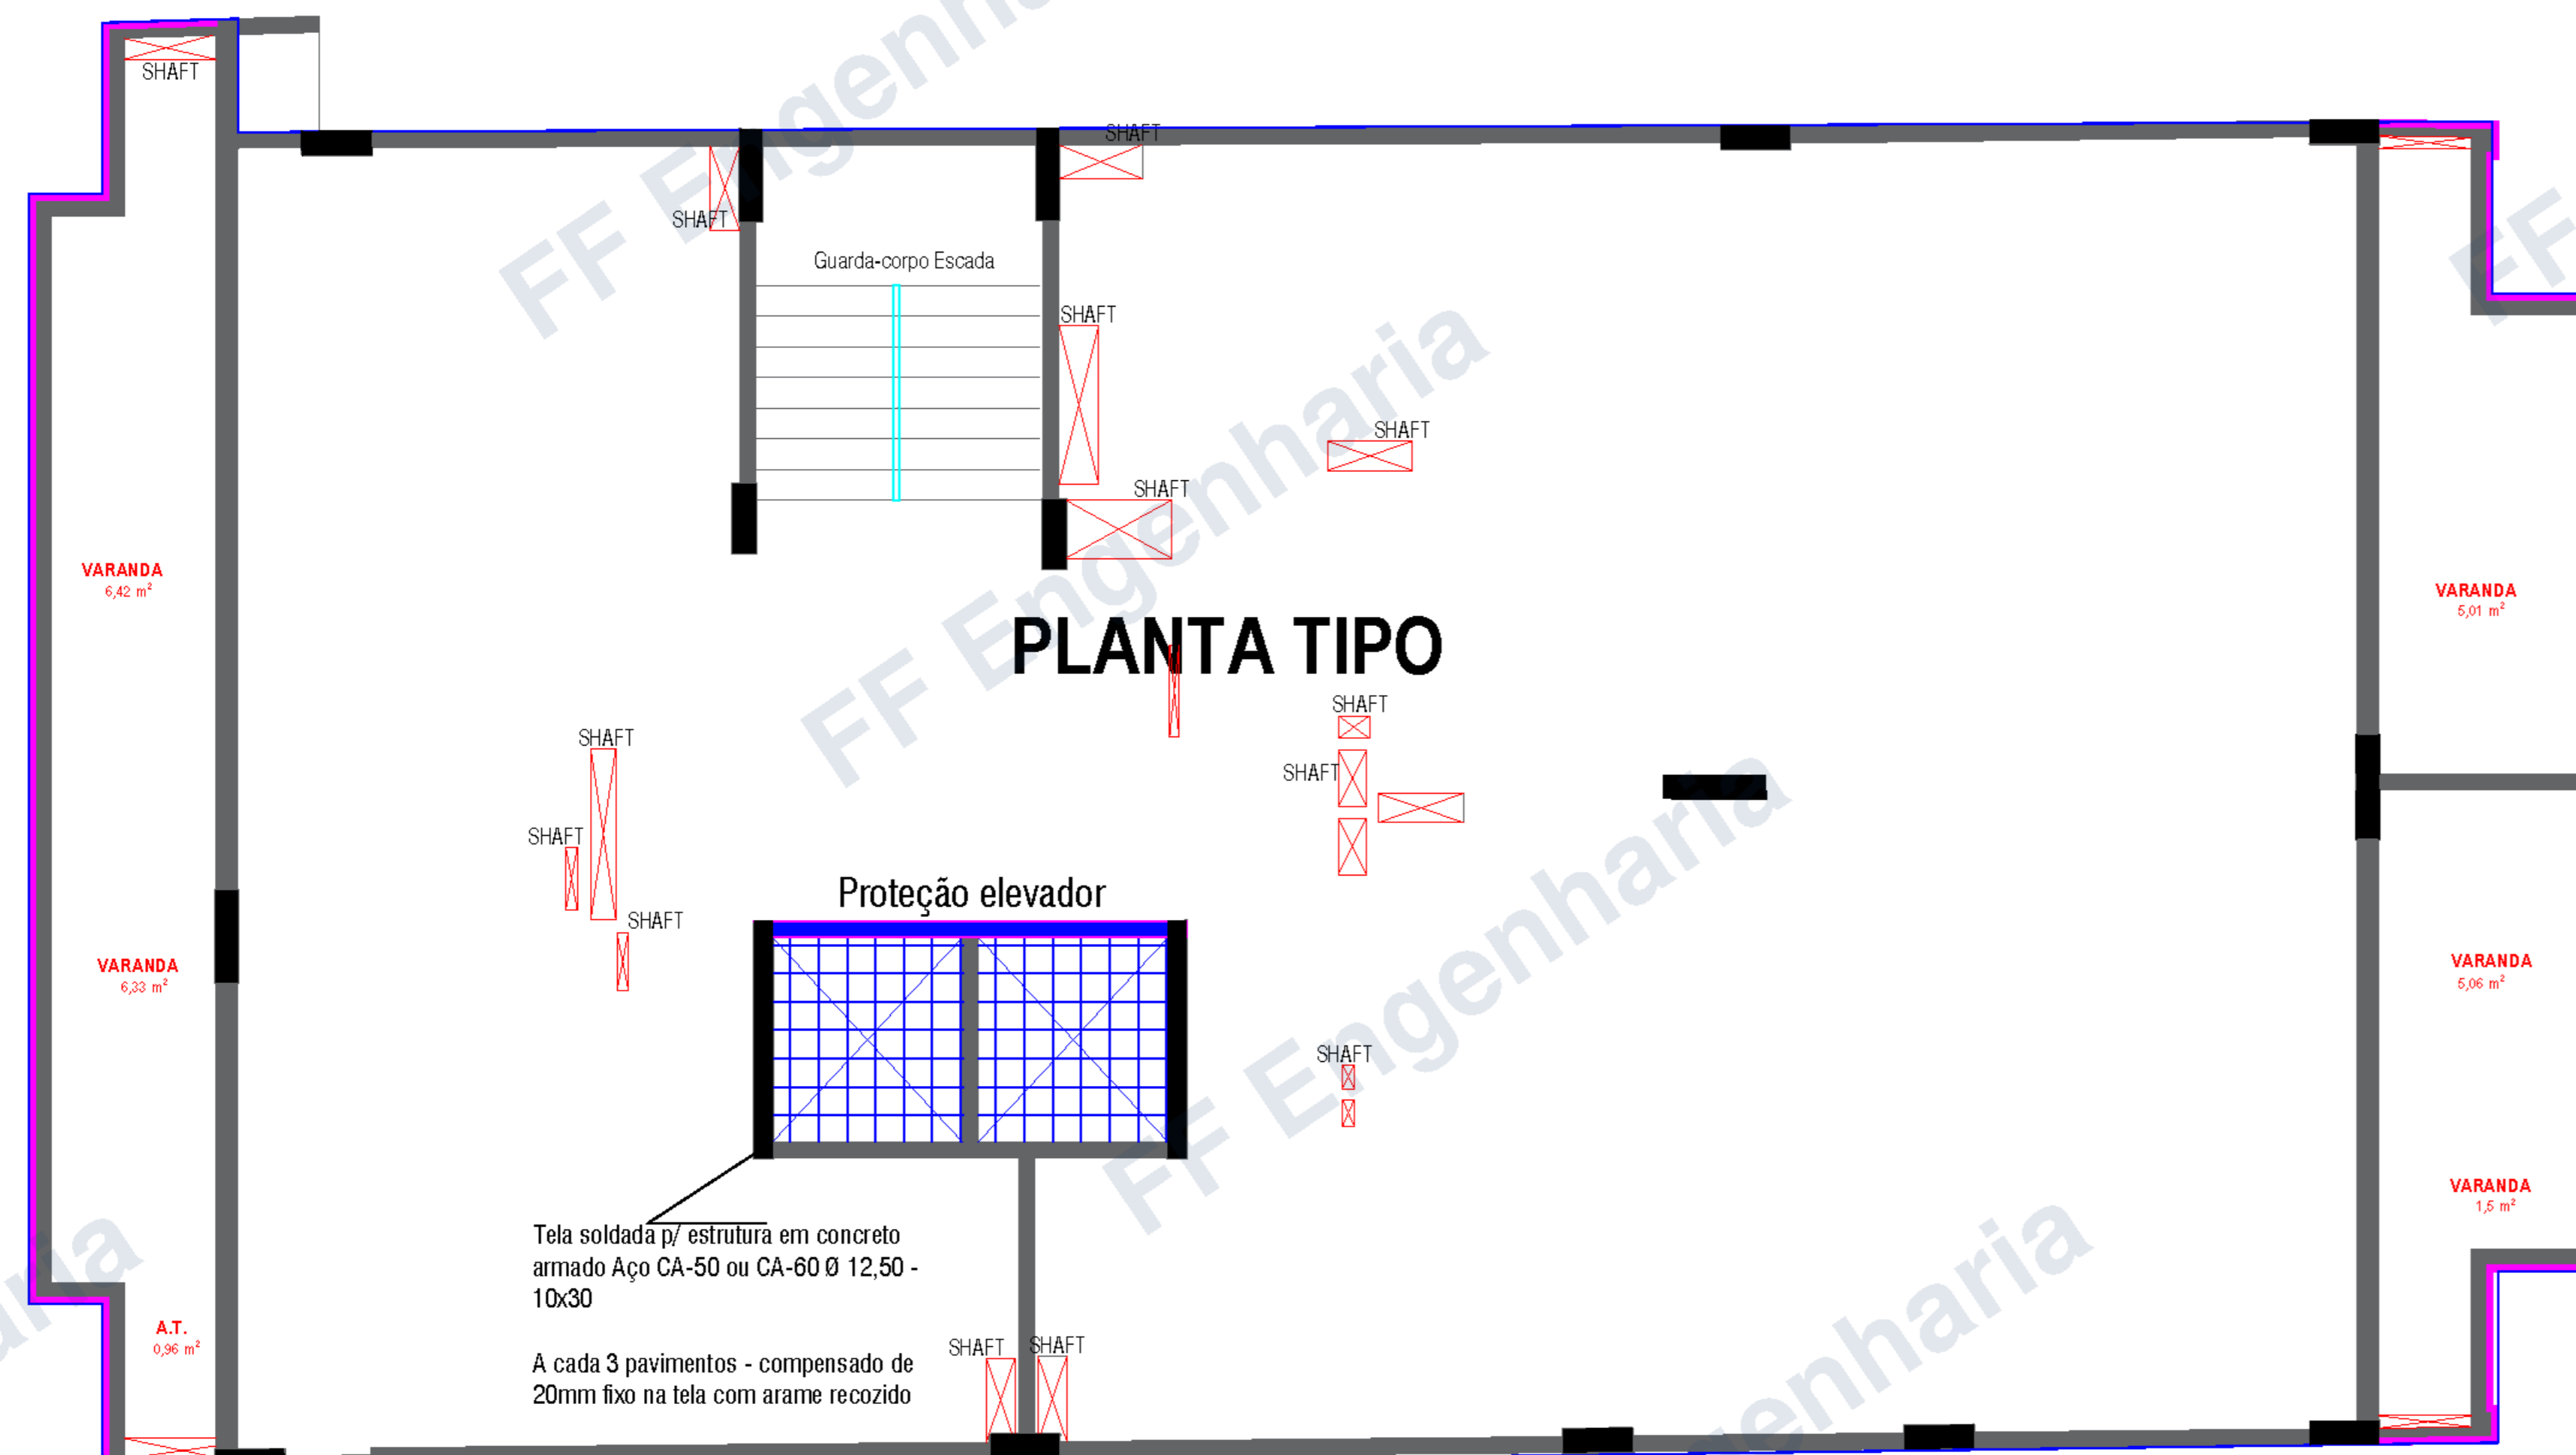 SHAFT
SHAFT
SHAFT
Guarda-corpo Escada
SHAFT
SHAFT
SHAFT
VARANDA
6,42 m²
VARANDA
5,01 m²
PLANTA TIPO
SHAFT
SHAFT
SHAFT
SHAFT
SHAFT
Proteção elevador
VARANDA
6,33 m²
VARANDA
5,06 m²
SHAFT
VARANDA
1,5 m²
Tela soldada p/ estrutura em concreto
armado Aço CA-50 ou CA-60 Ø 12,50 -
10x30
A cada 3 pavimentos - compensado de
20mm fixo na tela com arame recozido
A.T.
0,96 m²
SHAFT
SHAFT
FF Engenharia
FF Engenharia
FF Engenharia
FF
enharia
aria